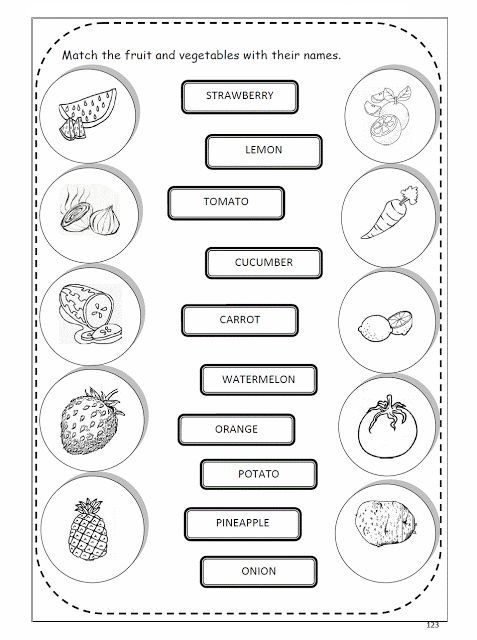 Match the fruit and vegetables with their names.
STRAWBERRY
LEMON
TOMATO
CUCUMBER
CARROT
WATERMELON
ORANGE
POTATO
PINEAPPLE
ONION
123